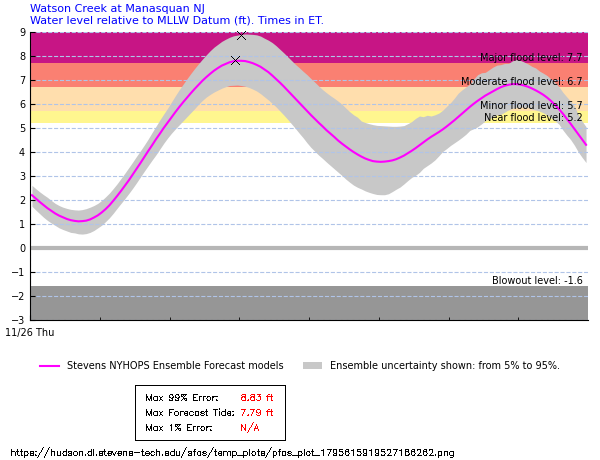 Watson Creek at Manasquan NJ
Water level relative to MLLW Datum (ft). Times in ET.
9
8
7
6
5
4
3
2
1
0
−1
−2
−3
Major flood level: 7.7
Moderate flood level: 6.7
Minor flood level: 5.7
Near flood level: 5.2
Blowout level: -1.6
11/26 Thu
Stevens NYHOPS Ensemble Forecast models
Ensemble uncertainty shown: from 5% to 95%.
Max 99% Error: 8.83 ft
Max Forecast Tide: 7.79 ft
Max 1% Error: N/A
https://hudson.dl.stevens-tech.edu/sfas/temp_plots/pfas_plot_1795615919527186262.png